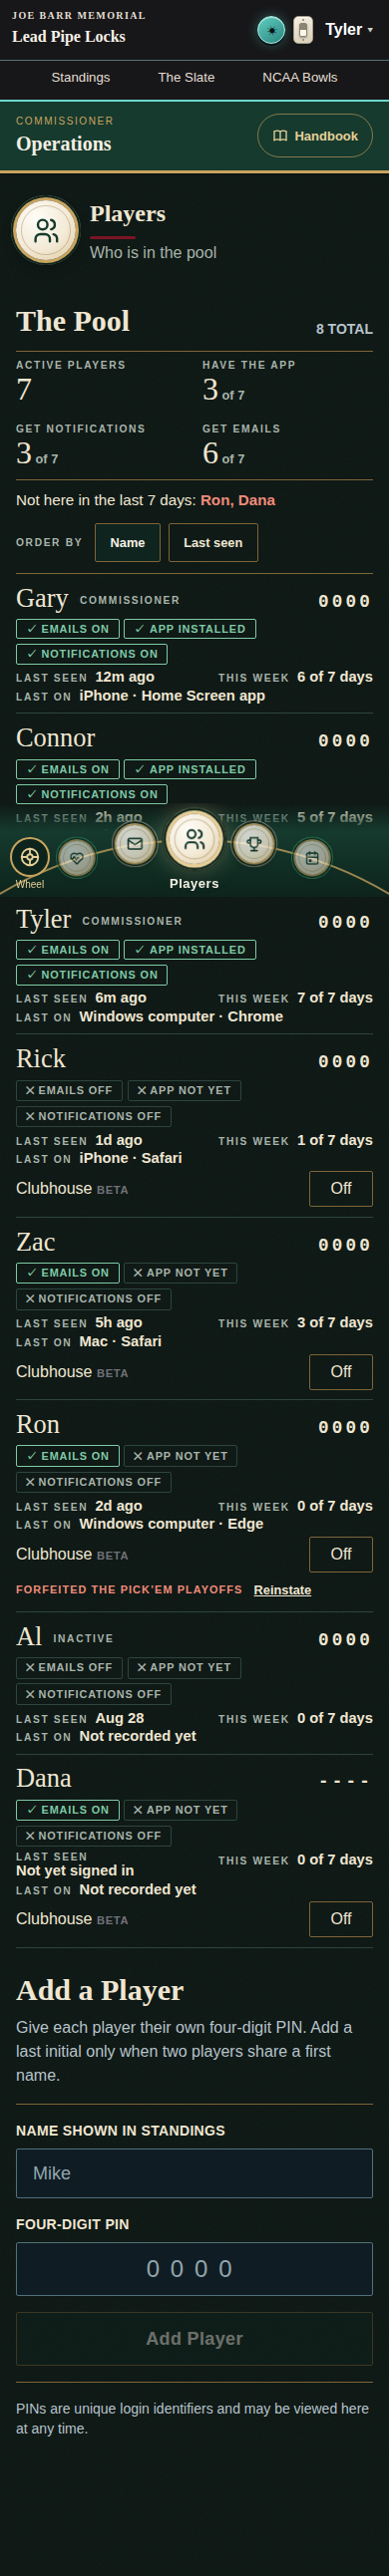 JOE BARR MEMORIAL
Lead Pipe Locks
Tyler ▾
Standings The Slate NCAA Bowls
COMMISSIONER
Operations
Handbook
Players
Who is in the pool
The Pool 8 TOTAL
ACTIVE PLAYERS HAVE THE APP
7 3 of 7
GET NOTIFICATIONS GET EMAILS
3 of 7 6 of 7
Not here in the last 7 days: Ron, Dana
ORDER BY Name Last seen
Gary COMMISSIONER 0000
✓ EMAILS ON ✓ APP INSTALLED
✓ NOTIFICATIONS ON
LAST SEEN 12m ago THIS WEEK 6 of 7 days
LAST ON iPhone · Home Screen app
Connor 0000
✓ EMAILS ON ✓ APP INSTALLED
✓ NOTIFICATIONS ON
LAST SEEN 2h ago THIS WEEK 5 of 7 days
Wheel
Players
Tyler COMMISSIONER 0000
✓ EMAILS ON ✓ APP INSTALLED
✓ NOTIFICATIONS ON
LAST SEEN 6m ago THIS WEEK 7 of 7 days
LAST ON Windows computer · Chrome
Rick 0000
✕ EMAILS OFF ✕ APP NOT YET
✕ NOTIFICATIONS OFF
LAST SEEN 1d ago THIS WEEK 1 of 7 days
LAST ON iPhone · Safari
Clubhouse BETA Off
Zac 0000
✓ EMAILS ON ✕ APP NOT YET
✕ NOTIFICATIONS OFF
LAST SEEN 5h ago THIS WEEK 3 of 7 days
LAST ON Mac · Safari
Clubhouse BETA Off
Ron 0000
✓ EMAILS ON ✕ APP NOT YET
✕ NOTIFICATIONS OFF
LAST SEEN 2d ago THIS WEEK 0 of 7 days
LAST ON Windows computer · Edge
Clubhouse BETA Off
FORFEITED THE PICK'EM PLAYOFFS Reinstate
Al INACTIVE 0000
✕ EMAILS OFF ✕ APP NOT YET
✕ NOTIFICATIONS OFF
LAST SEEN Aug 28 THIS WEEK 0 of 7 days
LAST ON Not recorded yet
Dana ----
✓ EMAILS ON ✕ APP NOT YET
✕ NOTIFICATIONS OFF
LAST SEEN
Not yet signed in THIS WEEK 0 of 7 days
LAST ON Not recorded yet
Clubhouse BETA Off
Add a Player
Give each player their own four-digit PIN. Add a
last initial only when two players share a first
name.
NAME SHOWN IN STANDINGS
Mike
FOUR-DIGIT PIN
0000
Add Player
PINs are unique login identifiers and may be viewed here
at any time.